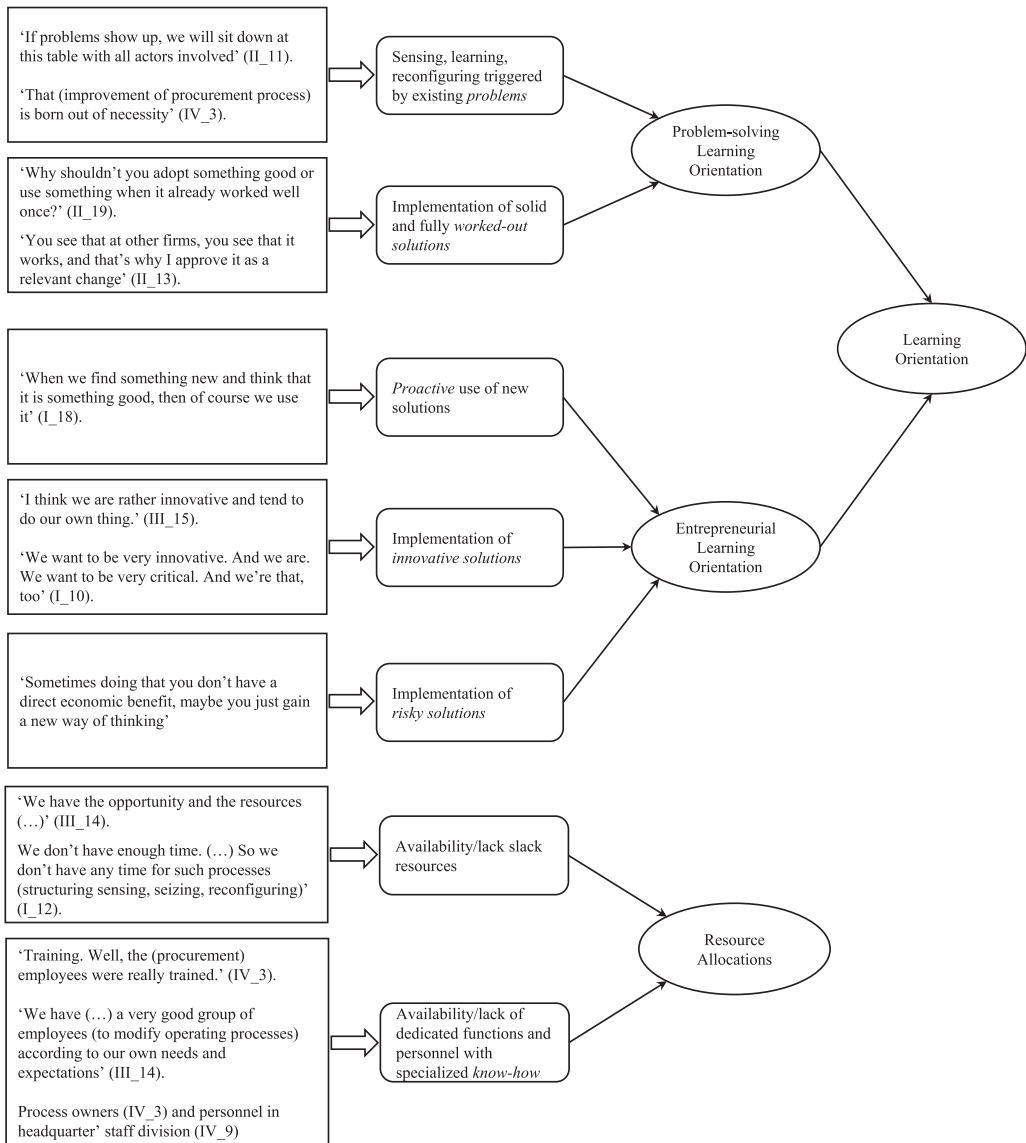 ‘If problems show up, we will sit down at
this table with all actors involved’ (II_11).
‘That (improvement of procurement process)
is born out of necessity’ (IV_3).
Sensing, learning,
reconfiguring triggered
by existing problems
Problem-solving
Learning
Orientation
‘Why shouldn’t you adopt something good or
use something when it already worked well
once?’ (II_19).
‘You see that at other firms, you see that it
works, and that’s why I approve it as a
relevant change’ (II_13).
Implementation of solid
and fully worked-out
solutions
Learning
Orientation
‘When we find something new and think that
it is something good, then of course we use
it’ (I_18).
Proactive use of new
solutions
‘I think we are rather innovative and tend to
do our own thing.’ (III_15).
‘We want to be very innovative. And we are.
We want to be very critical. And we’re that,
too’ (I_10).
Implementation of
innovative solutions
Entrepreneurial
Learning
Orientation
‘Sometimes doing that you don’t have a
direct economic benefit, maybe you just gain
a new way of thinking’
Implementation of
risky solutions
‘We have the opportunity and the resources
(…)’ (III_14).
We don’t have enough time. (…) So we
don’t have any time for such processes
(structuring sensing, seizing, reconfiguring)’
(I_12).
Availability/lack slack
resources
Resource
Allocations
‘Training. Well, the (procurement)
employees were really trained.’ (IV_3).
‘We have (…) a very good group of
employees (to modify operating processes)
according to our own needs and
expectations’ (III_14).
Process owners (IV_3) and personnel in
headquarter’ staff division (IV_9)
Availability/lack of
dedicated functions and
personnel with
specialized know-how